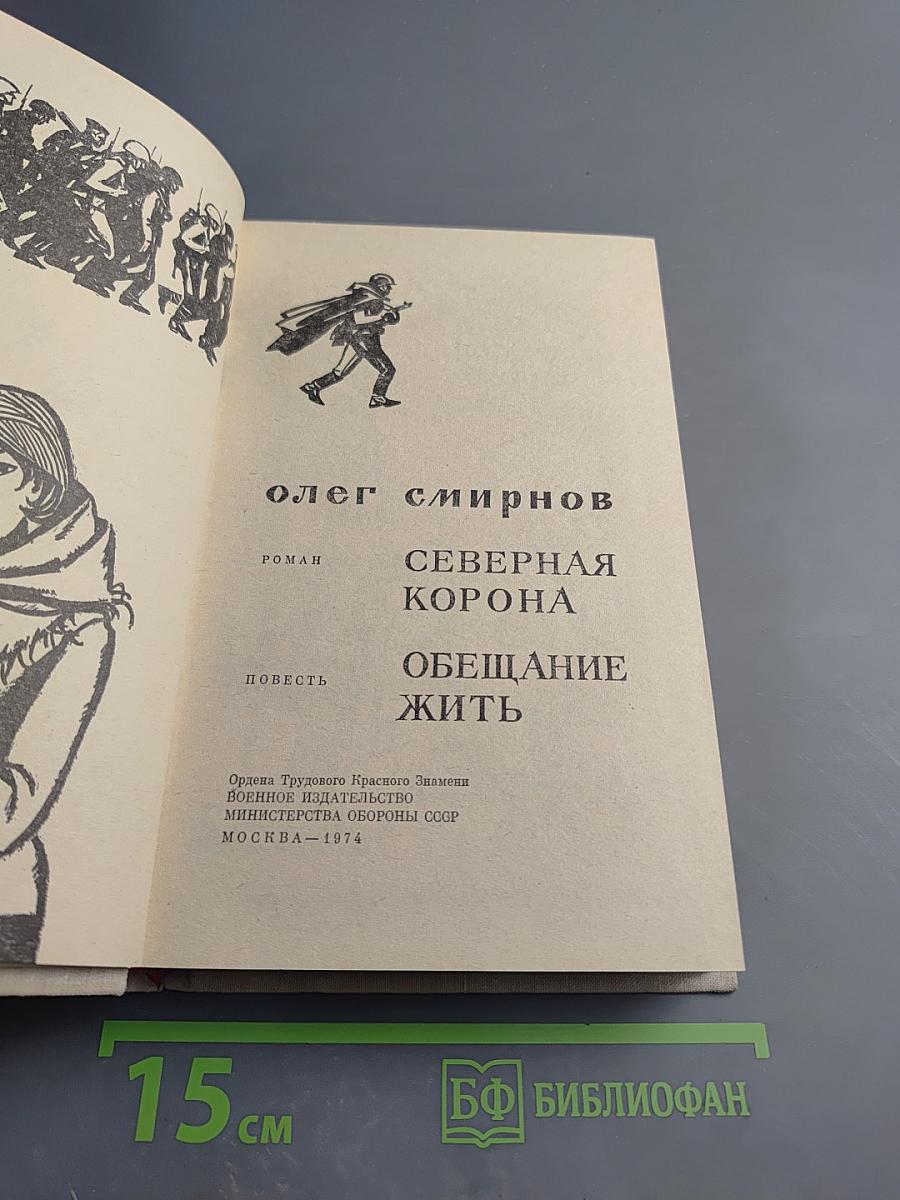 олег смирнов
РОМАН СЕВЕРНАЯ
КОРОНА
ПОВЕСТЬ ОБЕЩАНИЕ
ЖИТЬ
Ордена Трудового Красного Знамени
ВОЕННОЕ ИЗДАТЕЛЬСТВО
МИНИСТЕРСТВА ОБОРОНЫ СССР
МОСКВА—1974
15 см
БФ БИБЛИОФАН